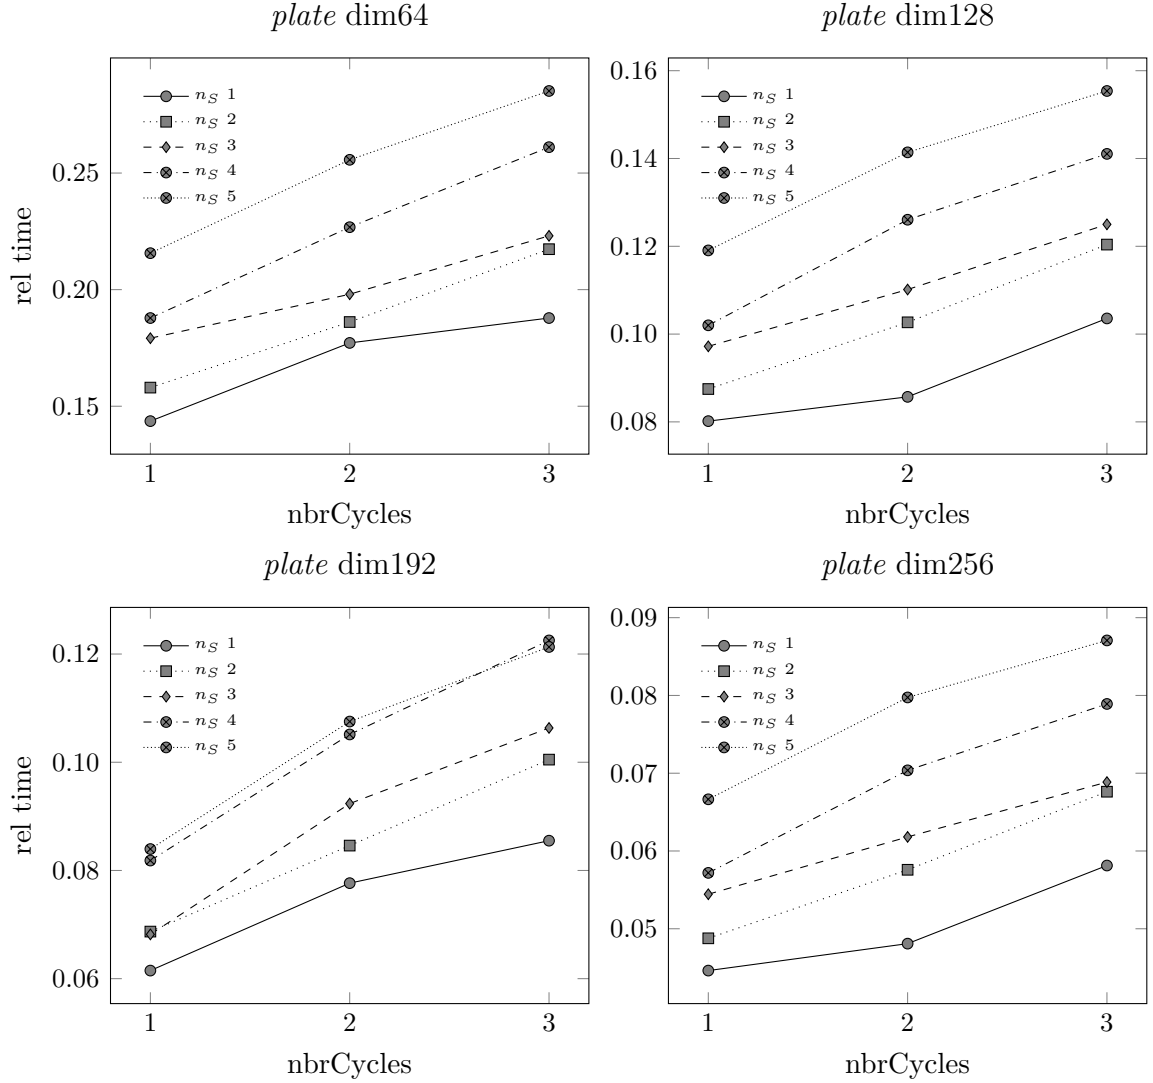 plate dim64
rel time
0.25
0.20
0.15
n_S 1
n_S 2
n_S 3
n_S 4
n_S 5
1 2 3
nbrCycles
plate dim128
0.16
0.14
0.12
0.10
0.08
n_S 1
n_S 2
n_S 3
n_S 4
n_S 5
1 2 3
nbrCycles
plate dim192
rel time
0.12
0.10
0.08
0.06
n_S 1
n_S 2
n_S 3
n_S 4
n_S 5
1 2 3
nbrCycles
plate dim256
0.09
0.08
0.07
0.06
0.05
n_S 1
n_S 2
n_S 3
n_S 4
n_S 5
1 2 3
nbrCycles